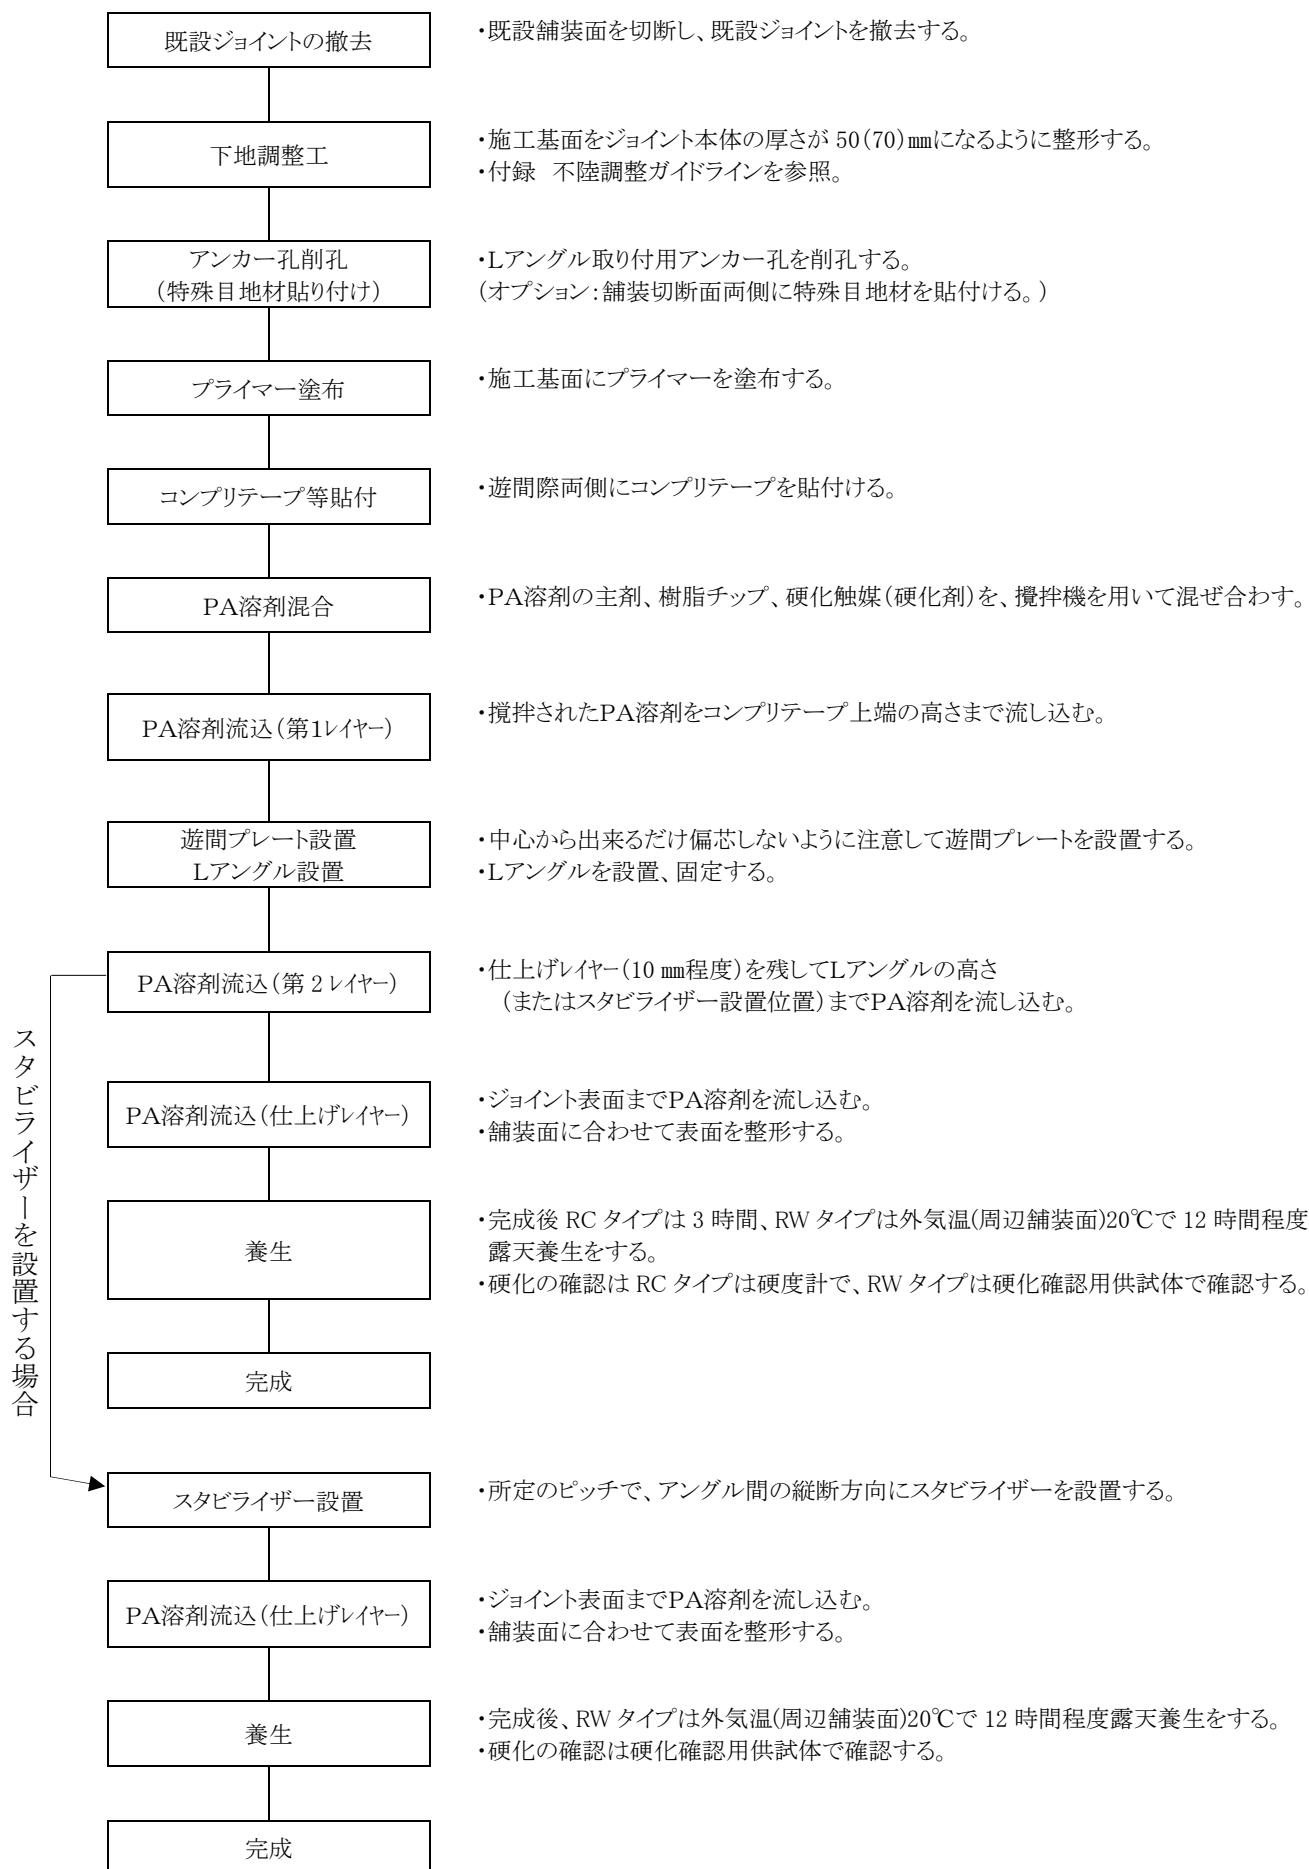 既設ジョイントの撤去
・既設舗装面を切断し、既設ジョイントを撤去する。
下地調整工
・施工基面をジョイント本体の厚さが 50(70)㎜になるように整形する。
・付録　不陸調整ガイドラインを参照。
アンカー孔削孔
(特殊目地材貼り付け)
・Lアングル取り付用アンカー孔を削孔する。
(オプション：舗装切断面両側に特殊目地材を貼付ける。)
プライマー塗布
・施工基面にプライマーを塗布する。
コンプリテープ等貼付
・遊間際両側にコンプリテープを貼付ける。
PA溶剤混合
・PA溶剤の主剤、樹脂チップ、硬化触媒(硬化剤)を、攪拌機を用いて混ぜ合わす。
PA溶剤流込(第1レイヤー)
・撹拌されたPA溶剤をコンプリテープ上端の高さまで流し込む。
遊間プレート設置
Lアングル設置
・中心から出来るだけ偏芯しないように注意して遊間プレートを設置する。
・Lアングルを設置、固定する。
PA溶剤流込(第 2 レイヤー)
・仕上げレイヤー(10 ㎜程度)を残してLアングルの高さ
(またはスタビライザー設置位置)までPA溶剤を流し込む。
スタビライザーを設置する場合
PA溶剤流込(仕上げレイヤー)
・ジョイント表面までPA溶剤を流し込む。
・舗装面に合わせて表面を整形する。
養生
・完成後 RC タイプは 3 時間、RW タイプは外気温(周辺舗装面)20℃で 12 時間程度
露天養生をする。
・硬化の確認は RC タイプは硬度計で、RW タイプは硬化確認用供試体で確認する。
完成
スタビライザー設置
・所定のピッチで、アングル間の縦断方向にスタビライザーを設置する。
PA溶剤流込(仕上げレイヤー)
・ジョイント表面までPA溶剤を流し込む。
・舗装面に合わせて表面を整形する。
養生
・完成後、RW タイプは外気温(周辺舗装面)20℃で 12 時間程度露天養生をする。
・硬化の確認は硬化確認用供試体で確認する。
完成